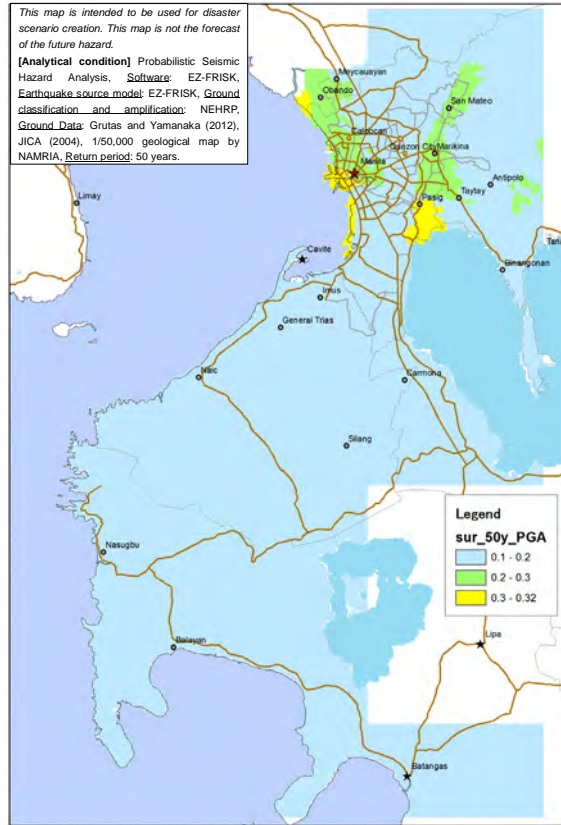 This map is intended to be used for disaster
scenario creation. This map is not the forecast
of the future hazard.
[Analytical condition] Probabilistic Seismic
Hazard Analysis, Software: EZ-FRISK,
Earthquake source model: EZ-FRISK, Ground
classification and amplification: NEHRP,
Ground Data: Grutas and Yamanaka (2012),
JICA (2004), 1/50,000 geological map by
NAMRIA, Return period: 50 years.
Meycauayan
Obando
San Mateo
Caloocan
Quezon City
Marikina
Manila
Antipolo
Limay
Pasig
Taytay
Cavite
Binangonan
Imus
General Trias
Naic
Carmona
Silang
Legend
sur_50y_PGA
0.1 - 0.2
0.2 - 0.3
0.3 - 0.32
Nasugbu
Lipa
Balayan
Batangas